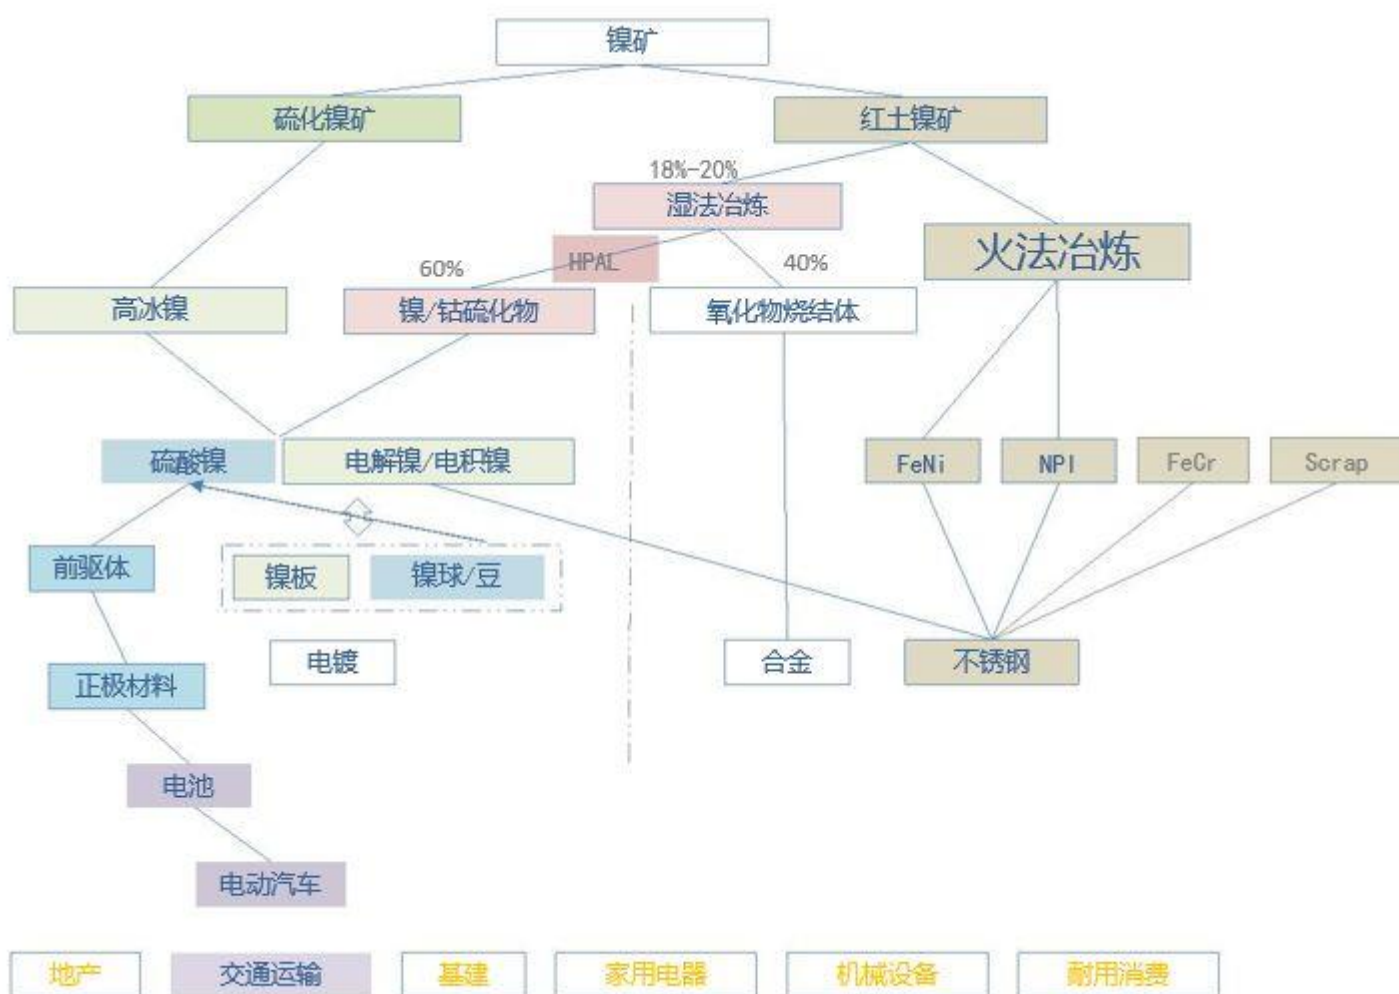 镍矿
硫化镍矿
红土镍矿
18%-20%
湿法冶炼
火法冶炼
HPAL
60%
40%
高冰镍
镍/钴硫化物
氧化物烧结体
硫酸镍
电解镍/电积镍
FeNi
NPI
FeCr
Scrap
前驱体
镍板
镍球/豆
电镀
合金
不锈钢
正极材料
电池
电动汽车
地产
交通运输
基建
家用电器
机械设备
耐用消费